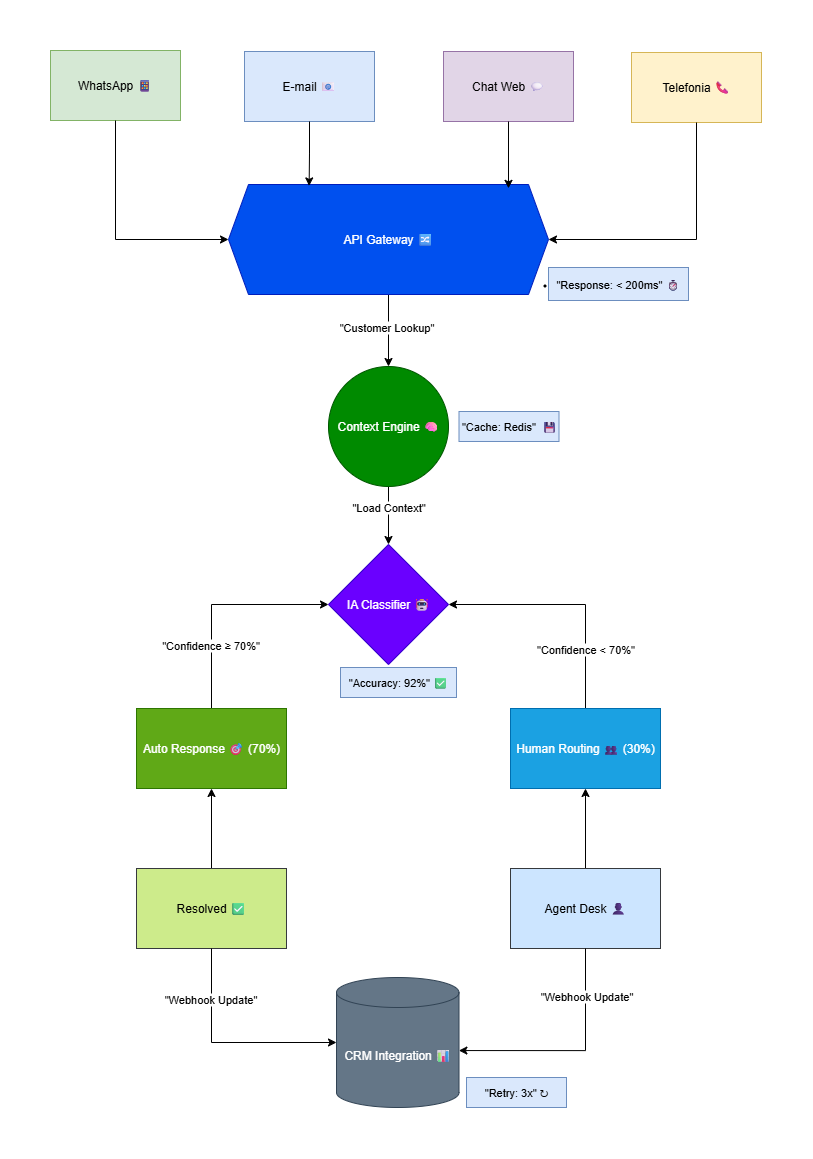 WhatsApp 📱
E-mail 📧
Chat Web 💬
Telefonia 📞
API Gateway 🔀
"Response: < 200ms" ⏱️
"Customer Lookup"
Context Engine 🧠
"Cache: Redis" 💾
"Load Context"
IA Classifier 🤖
"Confidence ≥ 70%"
"Confidence < 70%"
"Accuracy: 92%" ✅
Auto Response 🎯 (70%)
Human Routing 👥 (30%)
Resolved ✅
Agent Desk 👤
"Webhook Update"
"Webhook Update"
CRM Integration 📊
"Retry: 3x" ↻